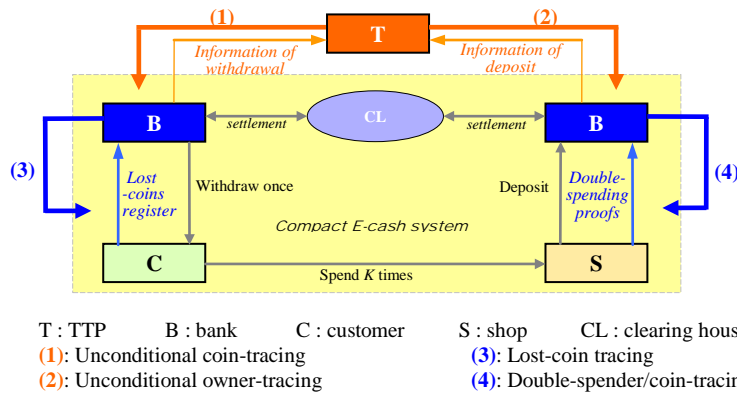 (1)
(2)
T
Information of
withdrawal
Information of
deposit
B
settlement
CL
settlement
B
(3)
Lost
-coins
register
Withdraw once
Deposit
Double-
spending
proofs
(4)
Compact E-cash system
C
Spend K times
S
T : TTP B : bank C : customer S : shop CL : clearing hous
(1): Unconditional coin-tracing (3): Lost-coin tracing
(2): Unconditional owner-tracing (4): Double-spender/coin-tracin